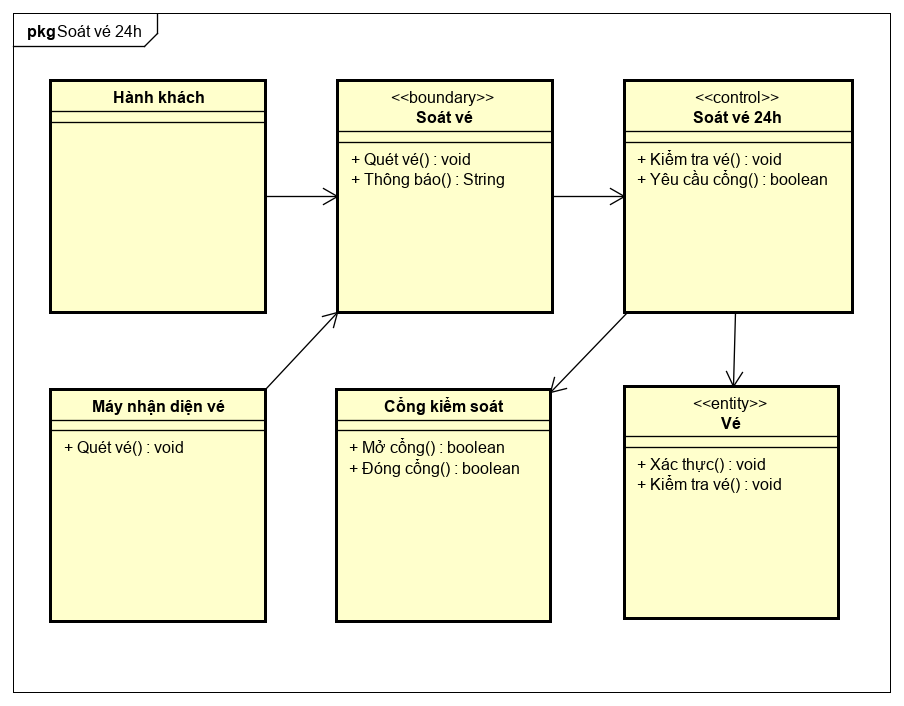 pkg Soát vé 24h
Hành khách
<<boundary>>
Soát vé
+ Quét vé() : void
+ Thông báo() : String
<<control>>
Soát vé 24h
+ Kiểm tra vé() : void
+ Yêu cầu cổng() : boolean
Máy nhận diện vé
+ Quét vé() : void
Cổng kiểm soát
+ Mở cổng() : boolean
+ Đóng cổng() : boolean
<<entity>>
Vé
+ Xác thực() : void
+ Kiểm tra vé() : void